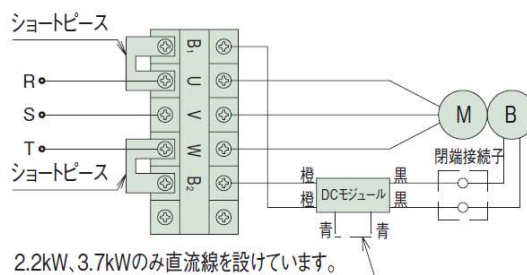 ショートピース
B1
R
U
S
V
M
B
T
W
閉端接続子
ショートピース
B2
橙
黒
橙
DCモジュール
黒
青
青
2.2kW、3.7kWのみ直流線を設けています。